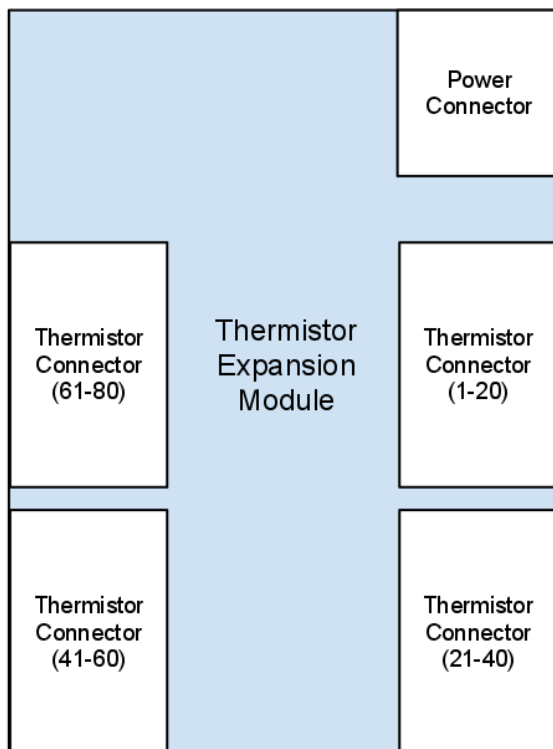 Power
Connector
Thermistor
Connector
(61-80)
Thermistor
Expansion
Module
Thermistor
Connector
(1-20)
Thermistor
Connector
(41-60)
Thermistor
Connector
(21-40)